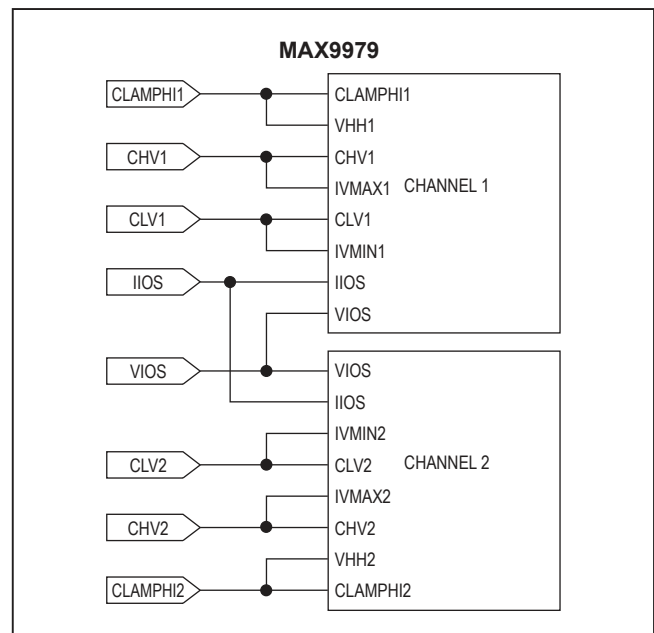 MAX9979
CLAMPHI1
CLAMPHI1
VHH1
CHV1
CHV1
IVMAX1
CHANNEL 1
CLV1
CLV1
IVMIN1
IIOS
IIOS
VIOS
VIOS
VIOS
IIOS
IVMIN2
CLV2
CLV2
CHANNEL 2
IVMAX2
CHV2
CHV2
VHH2
CLAMPHI2
CLAMPHI2